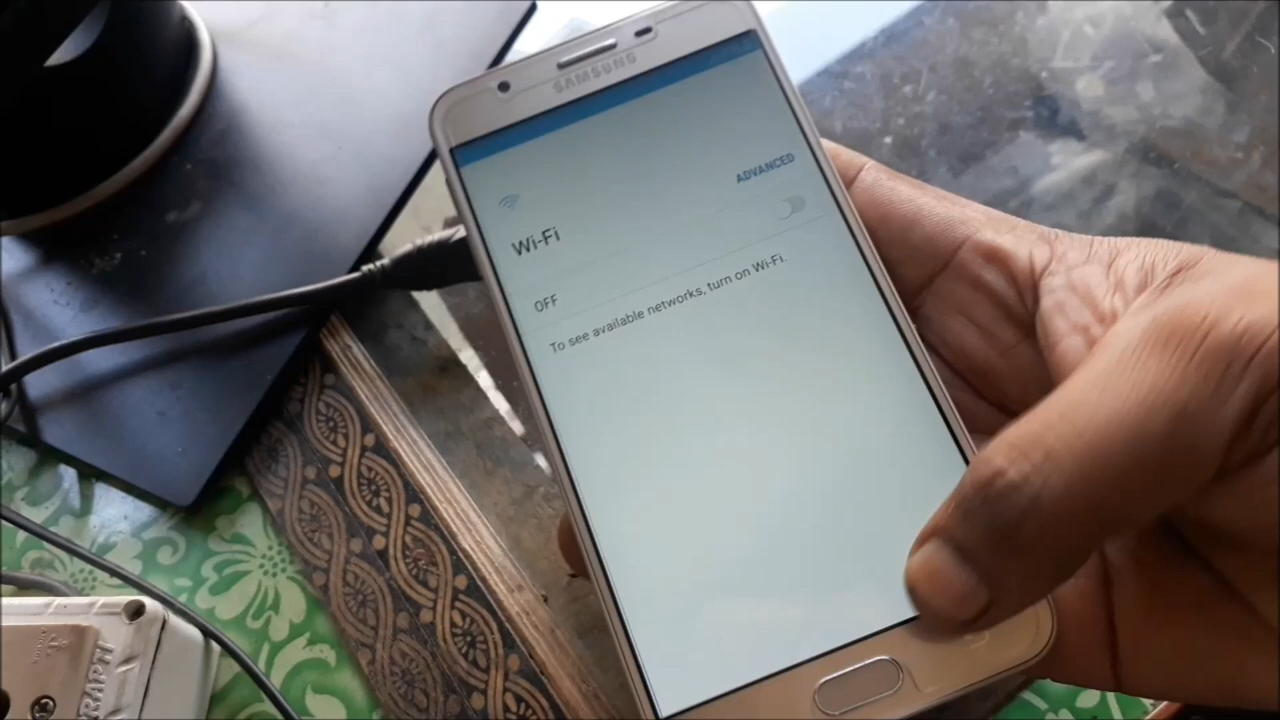 SAMSUNG
ADVANCED
Wi-Fi
OFF
To see available networks, turn on Wi-Fi.